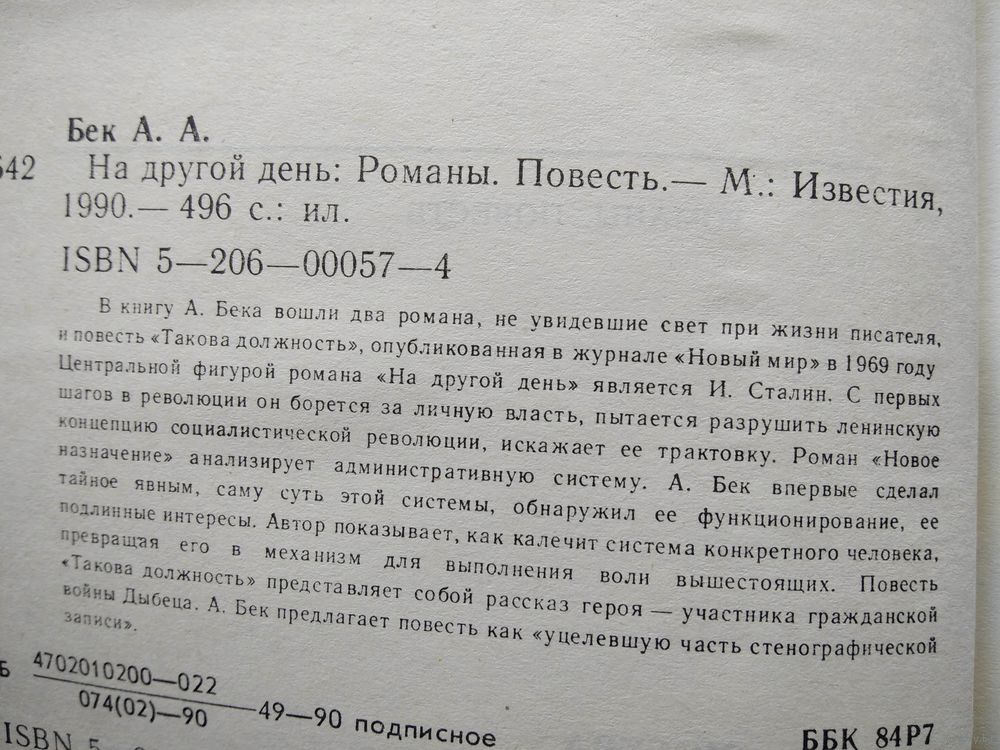 Бек А. А.
642 На другой день: Романы. Повесть.— М.: Известия,
1990.— 496 с.: ил.
ISBN 5—206—00057—4
В книгу А. Бека вошли два романа, не увидевшие свет при жизни писателя,
и повесть «Такова должность», опубликованная в журнале «Новый мир» в 1969 году
Центральной фигурой романа «На другой день» является И. Сталин. С первых
шагов в революции он борется за личную власть, пытается разрушить ленинскую
концепцию социалистической революции, искажает ее трактовку. Роман «Новое
назначение» анализирует административную систему. А. Бек впервые сделал
тайное явным, саму суть этой системы, обнаружил ее функционирование, ее
подлинные интересы. Автор показывает, как калечит система конкретного человека,
превращая его в механизм для выполнения воли вышестоящих. Повесть
«Такова должность» представляет собой рассказ героя — участника гражданской
войны Дыбеца. А. Бек предлагает повесть как «уцелевшую часть стенографической
записи».
Б 4702010200—022
074(02)—90
—49—90 подписное
ISBN 5
ББК 84Р7